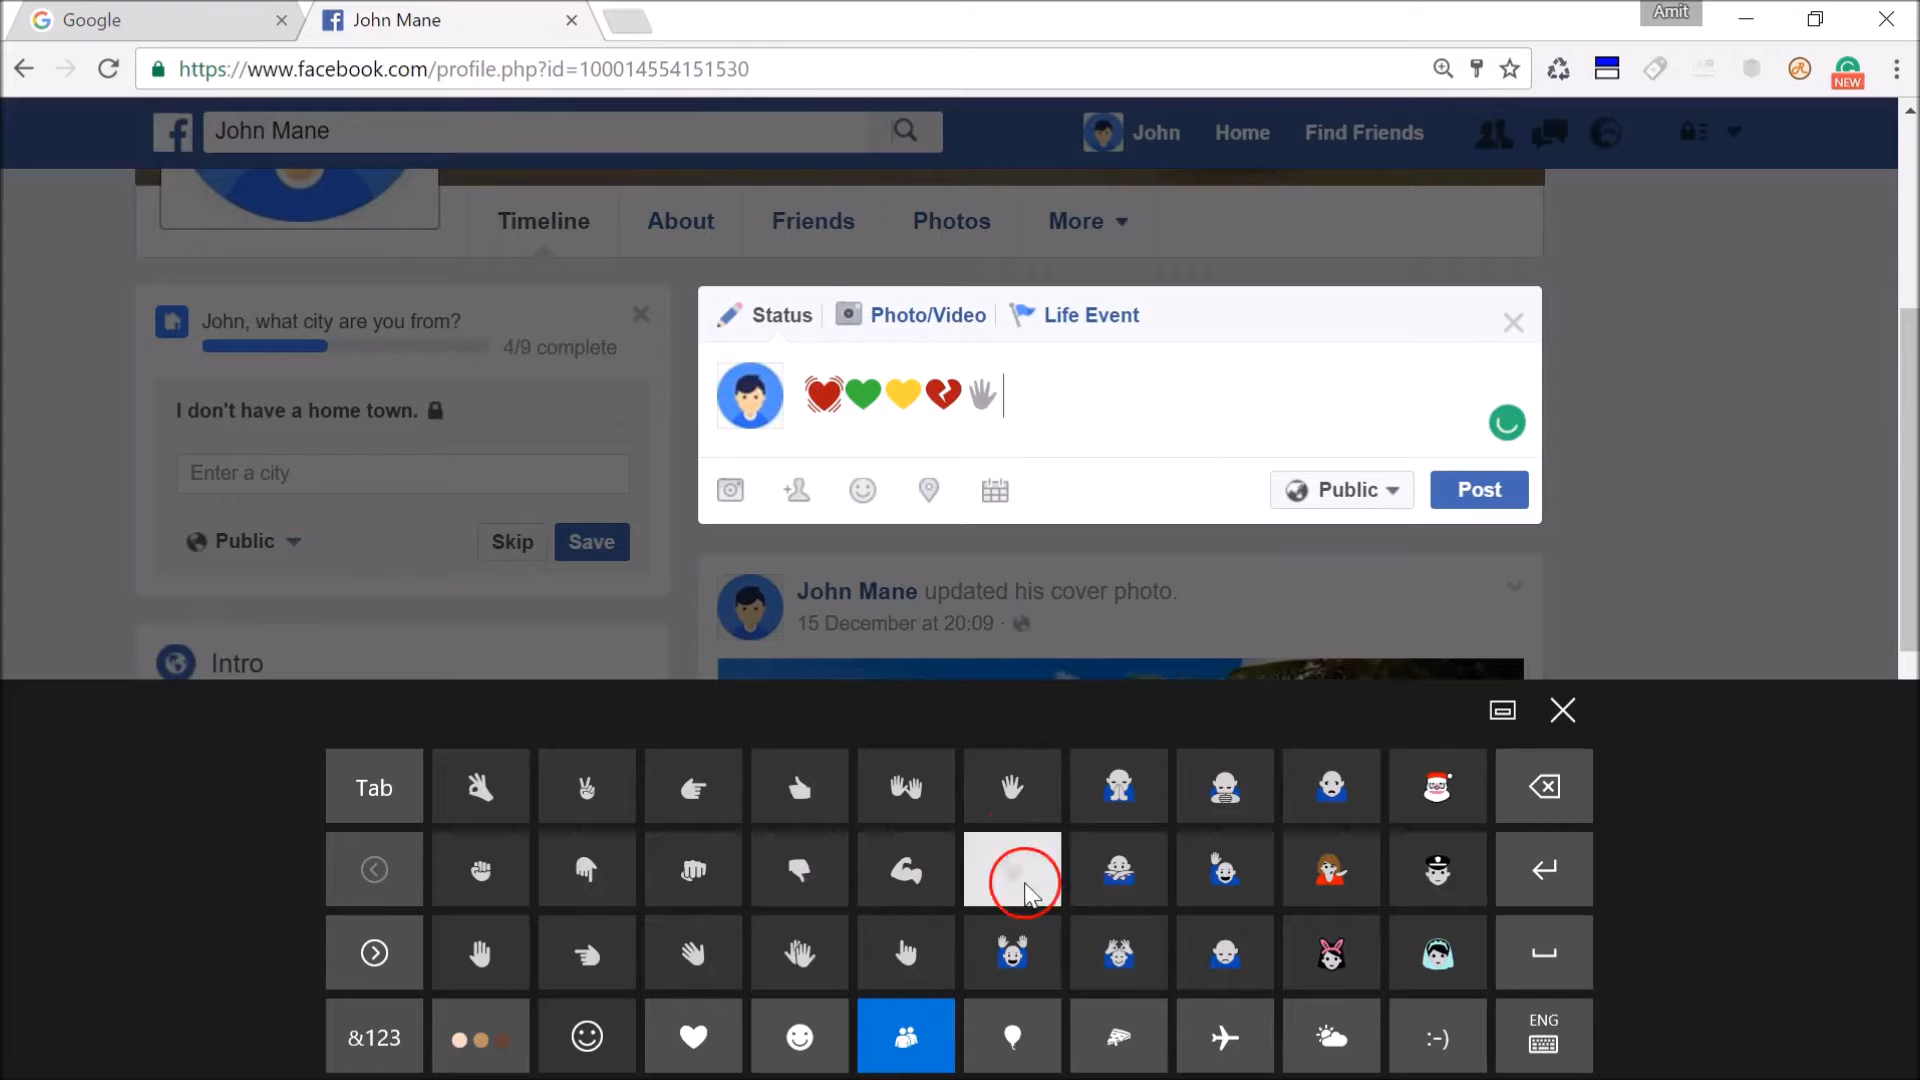 Google
John Mane
Amit
https://www.facebook.com/profile.php?id=100014554151530
NEW
John Mane
John
Home
Find Friends
Timeline
About
Friends
Photos
More
John, what city are you from?
4/9 complete
I don't have a home town.
Enter a city
Public
Skip
Save
Intro
Status
Photo/Video
Life Event
Public
Post
John Mane updated his cover photo.
15 December at 20:09 ·
Tab
&123
:-)
ENG